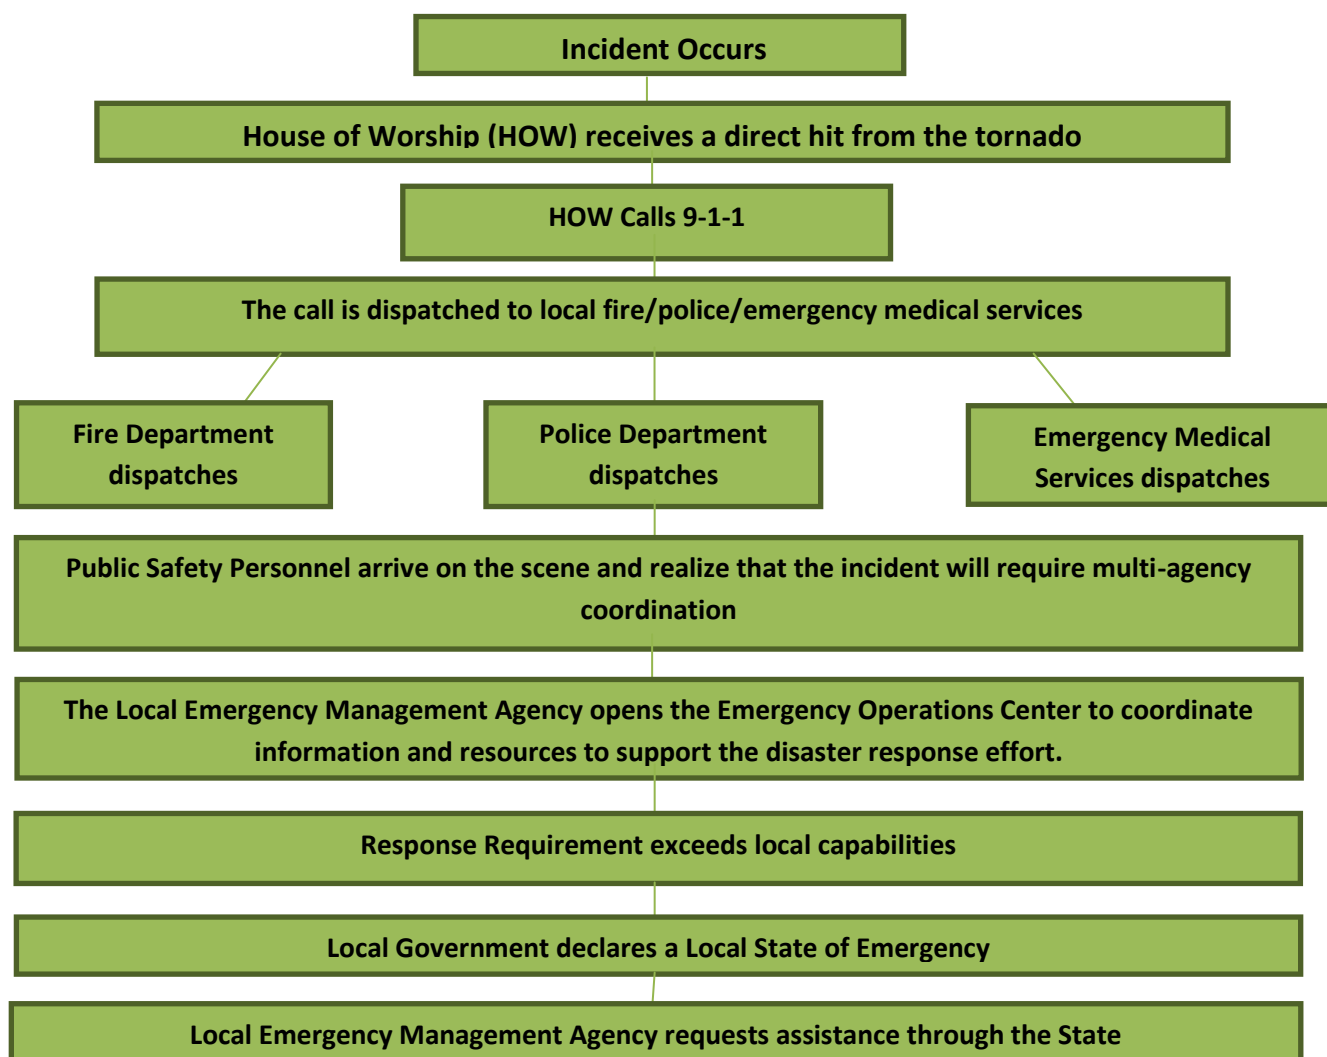 Incident Occurs
House of Worship (HOW) receives a direct hit from the tornado
HOW Calls 9-1-1
The call is dispatched to local fire/police/emergency medical services
Fire Department
dispatches
Police Department
dispatches
Emergency Medical
Services dispatches
Public Safety Personnel arrive on the scene and realize that the incident will require multi-agency
coordination
The Local Emergency Management Agency opens the Emergency Operations Center to coordinate
information and resources to support the disaster response effort.
Response Requirement exceeds local capabilities
Local Government declares a Local State of Emergency
Local Emergency Management Agency requests assistance through the State